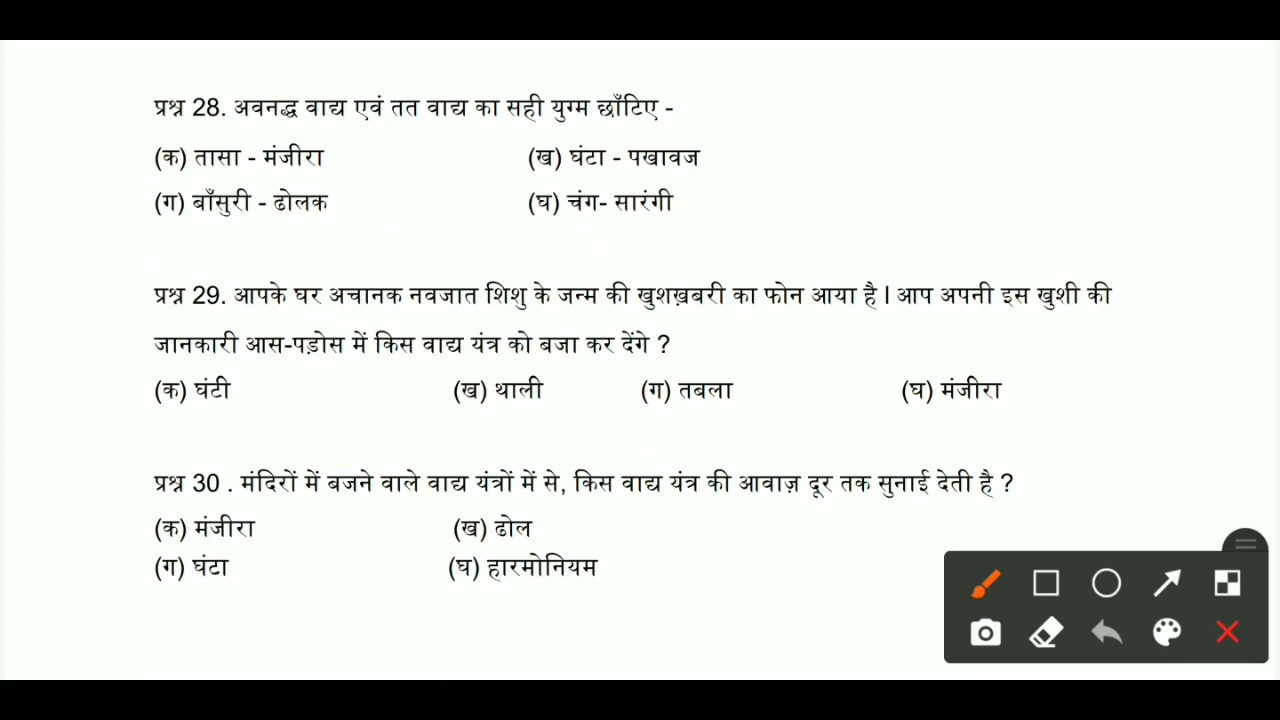 प्रश्न 28. अवनद्ध वाद्य एवं तत वाद्य का सही युग्म छाँटिए -
(क) तासा - मंजीरा (ख) घंटा - पखावज
(ग) बाँसुरी - ढोलक (घ) चंग- सारंगी
प्रश्न 29. आपके घर अचानक नवजात शिशु के जन्म की खुशख़बरी का फोन आया है l आप अपनी इस खुशी की
जानकारी आस-पड़ोस में किस वाद्य यंत्र को बजा कर देंगे ?
(क) घंटी (ख) थाली (ग) तबला (घ) मंजीरा
प्रश्न 30 . मंदिरों में बजने वाले वाद्य यंत्रों में से, किस वाद्य यंत्र की आवाज़ दूर तक सुनाई देती है ?
(क) मंजीरा (ख) ढोल
(ग) घंटा (घ) हारमोनियम